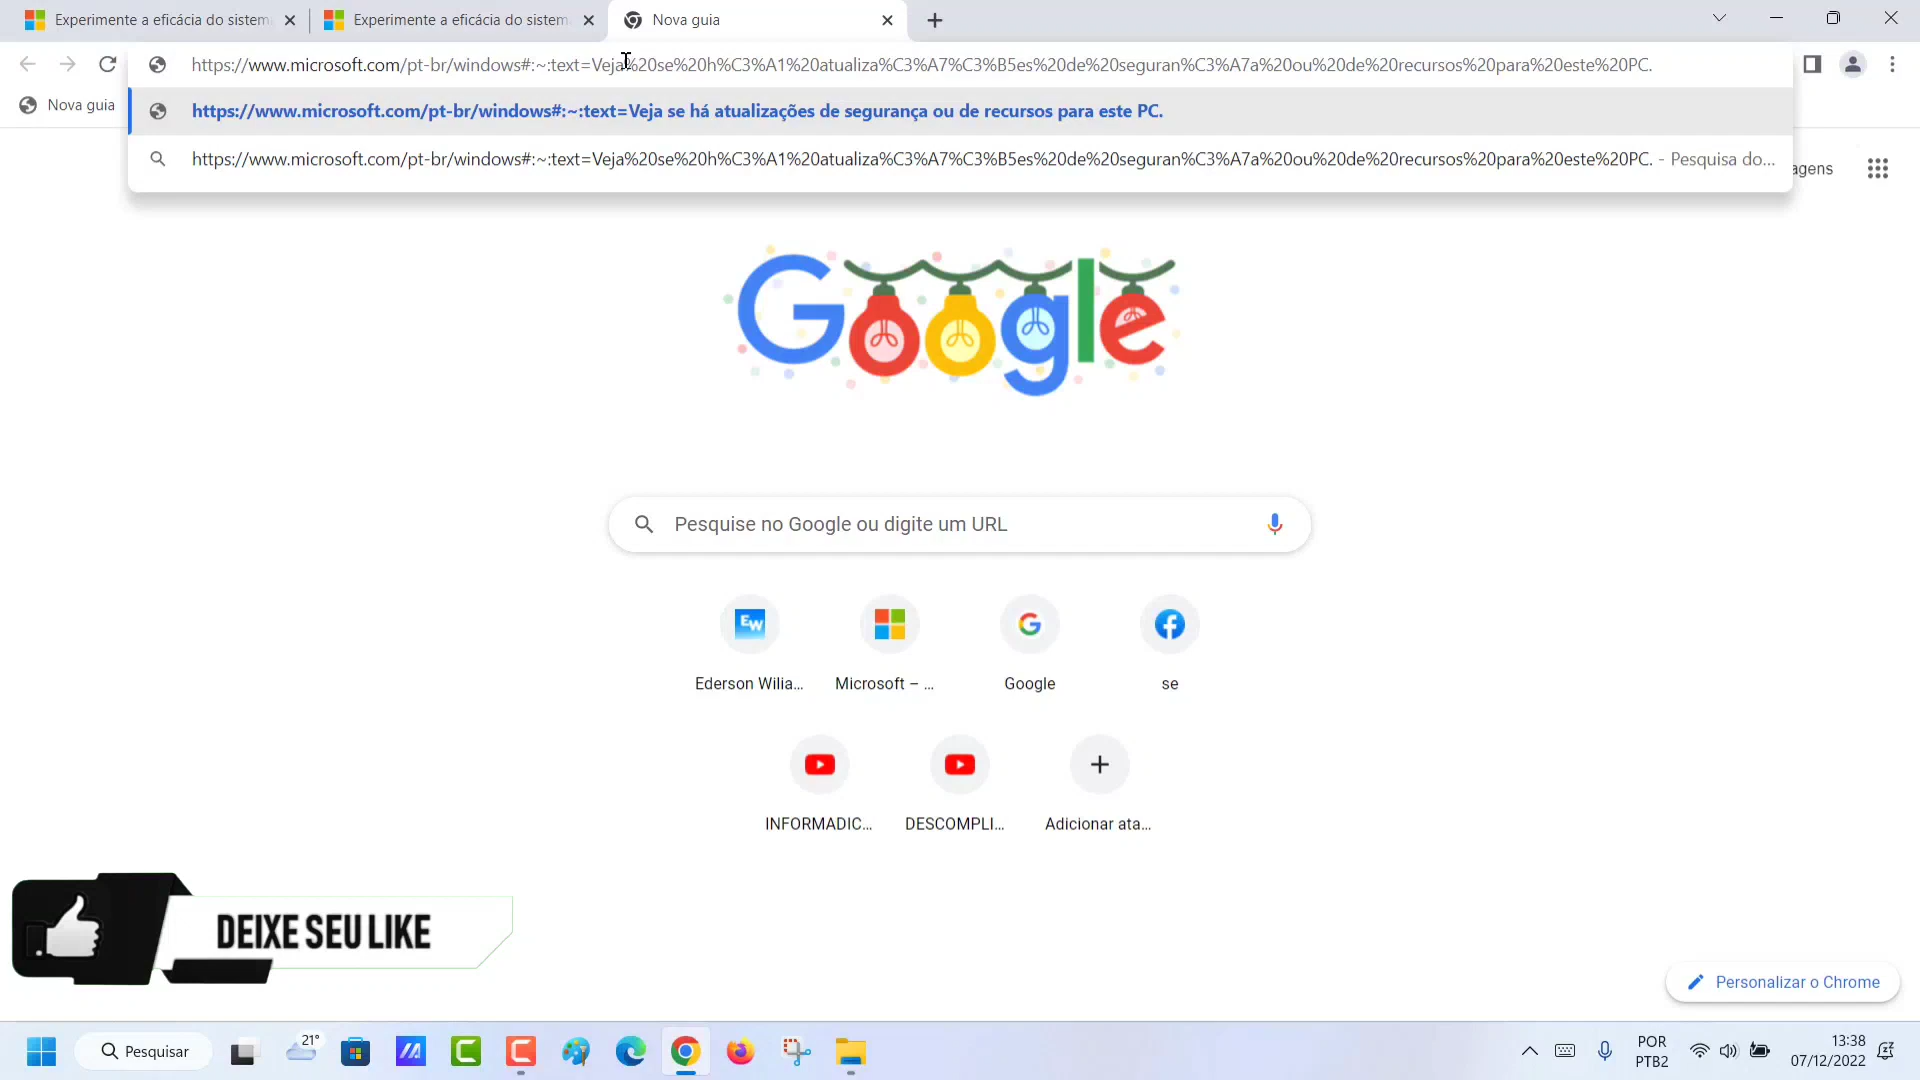 Experimente a eficácia do sistema
Experimente a eficácia do sistema
Nova guia
https://www.microsoft.com/pt-br/windows#:~:text=Veja%20se%20h%C3%A1%20atualiza%C3%A7%C3%B5es%20de%20seguran%C3%A7a%20ou%20de%20recursos%20para%20este%20PC.
Nova guia
https://www.microsoft.com/pt-br/windows#:~:text=Veja se há atualizações de segurança ou de recursos para este PC.
https://www.microsoft.com/pt-br/windows#:~:text=Veja%20se%20h%C3%A1%20atualiza%C3%A7%C3%B5es%20de%20seguran%C3%A7a%20ou%20de%20recursos%20para%20este%20PC. - Pesquisa do...
agens
Google
Pesquise no Google ou digite um URL
Ew
Ederson Wilia...
Microsoft – ...
Google
se
INFORMADIC...
DESCOMPLI...
Adicionar ata...
DEIXE SEU LIKE
Personalizar o Chrome
Pesquisar
21°
POR
PTB2
13:38
07/12/2022